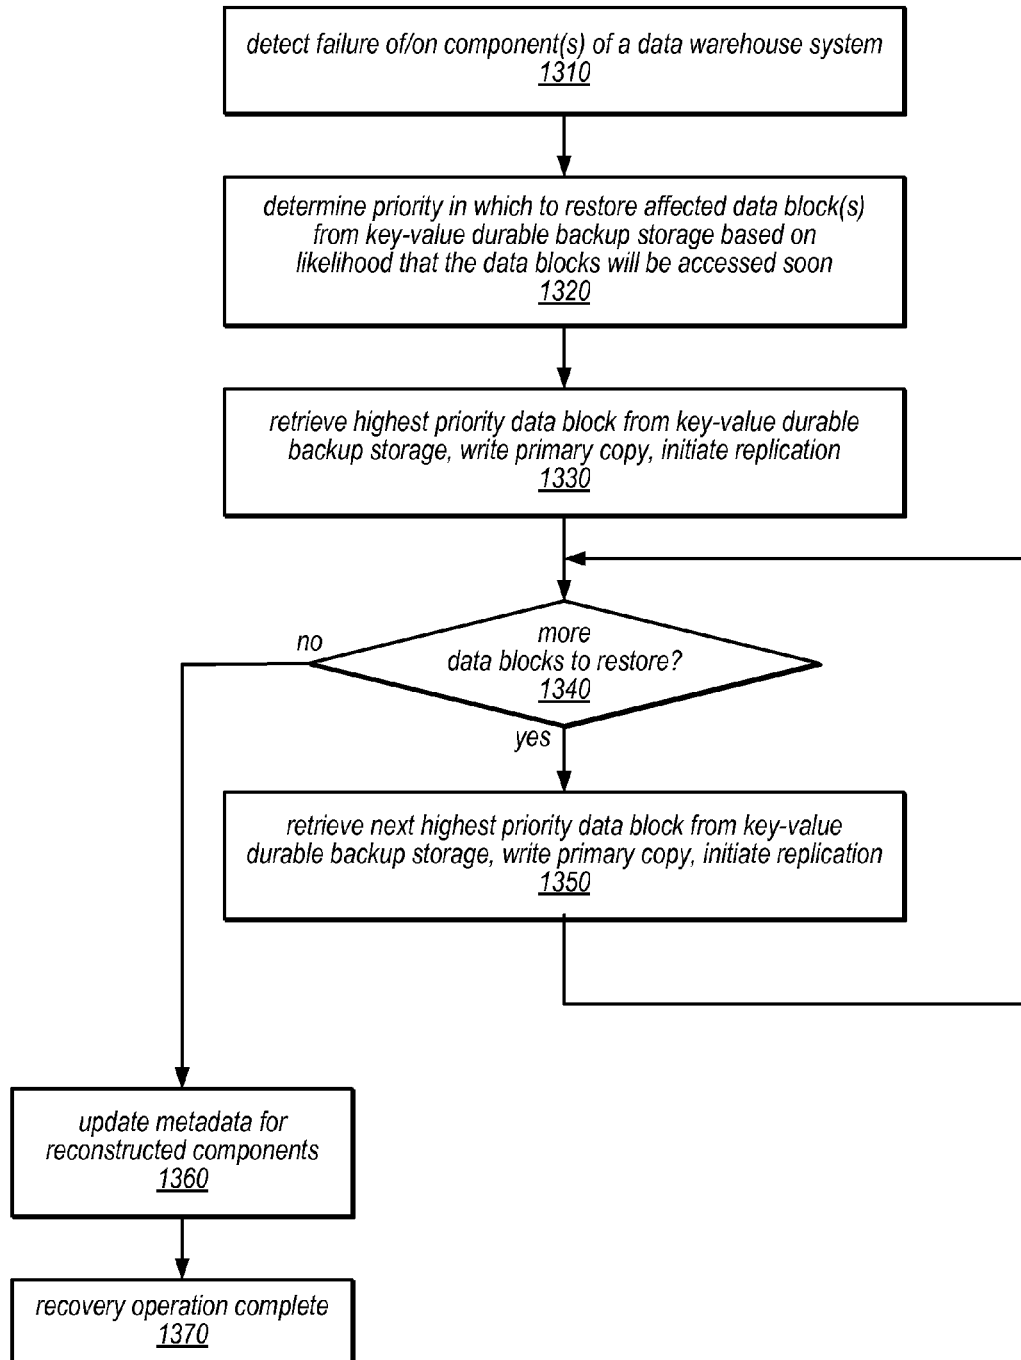 detect failure of/on component(s) of a data warehouse system
1310
determine priority in which to restore affected data block(s)
from key-value durable backup storage based on
likelihood that the data blocks will be accessed soon
1320
retrieve highest priority data block from key-value durable
backup storage, write primary copy, initiate replication
1330
no
more
data blocks to restore?
1340
yes
retrieve next highest priority data block from key-value
durable backup storage, write primary copy, initiate replication
1350
update metadata for
reconstructed components
1360
recovery operation complete
1370